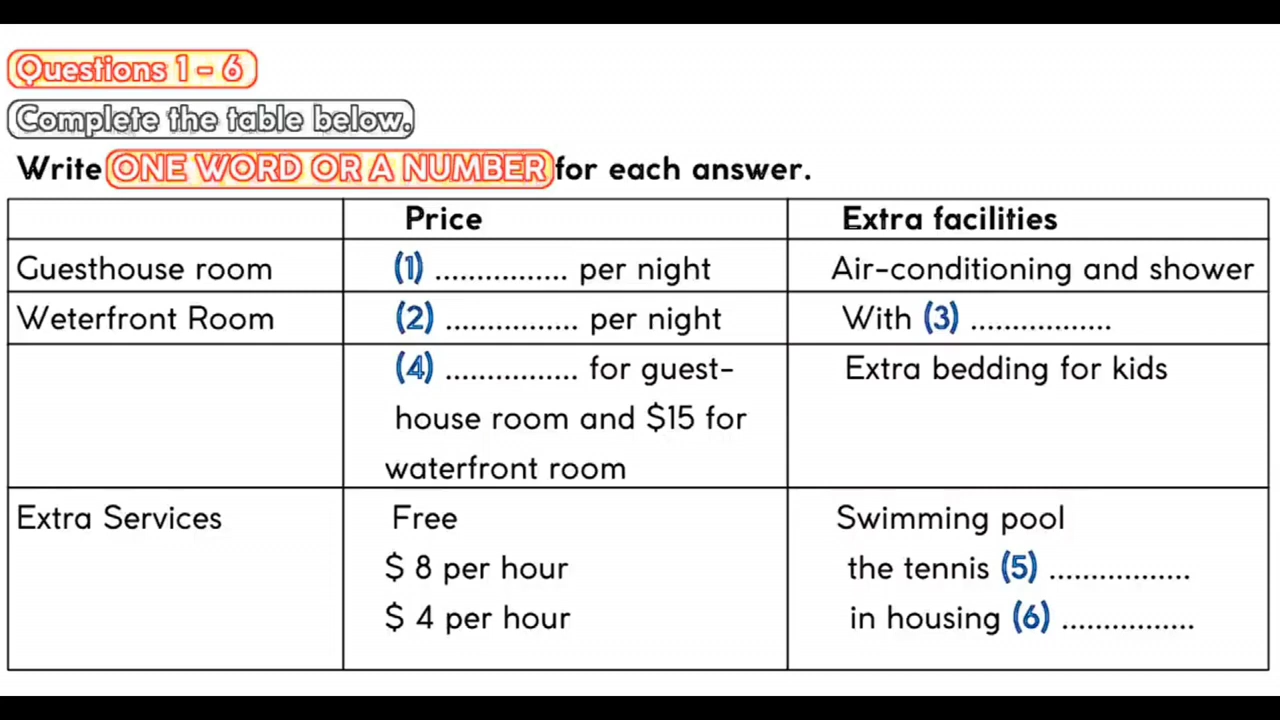 Questions 1 - 6
Complete the table below.
Write ONE WORD OR A NUMBER for each answer.
Price Extra facilities
Guesthouse room (1) ................ per night Air-conditioning and shower
Weterfront Room (2) ................ per night With (3) .................
(4) ................ for guest- Extra bedding for kids
house room and $15 for
waterfront room
Extra Services Free Swimming pool
$ 8 per hour the tennis (5) .................
$ 4 per hour in housing (6) ................